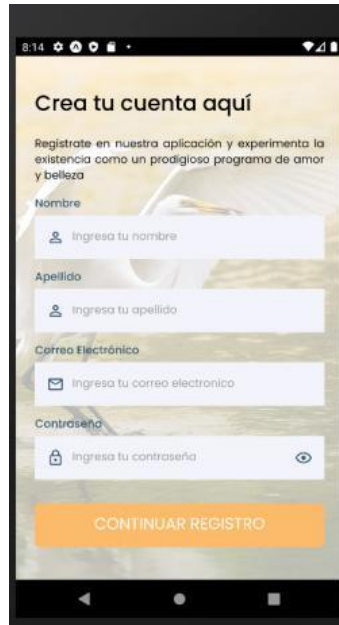 8:14
Crea tu cuenta aquí
Registrate en nuestra aplicación y experimenta la
existencia como un prodigioso programa de amor
y belleza
Nombre
Ingresa tu nombre
Apellido
Ingresa tu apellido
Correo Electrónico
Ingresa tu correo electronico
Contraseña
Ingresa tu contraseña
CONTINUAR REGISTRO